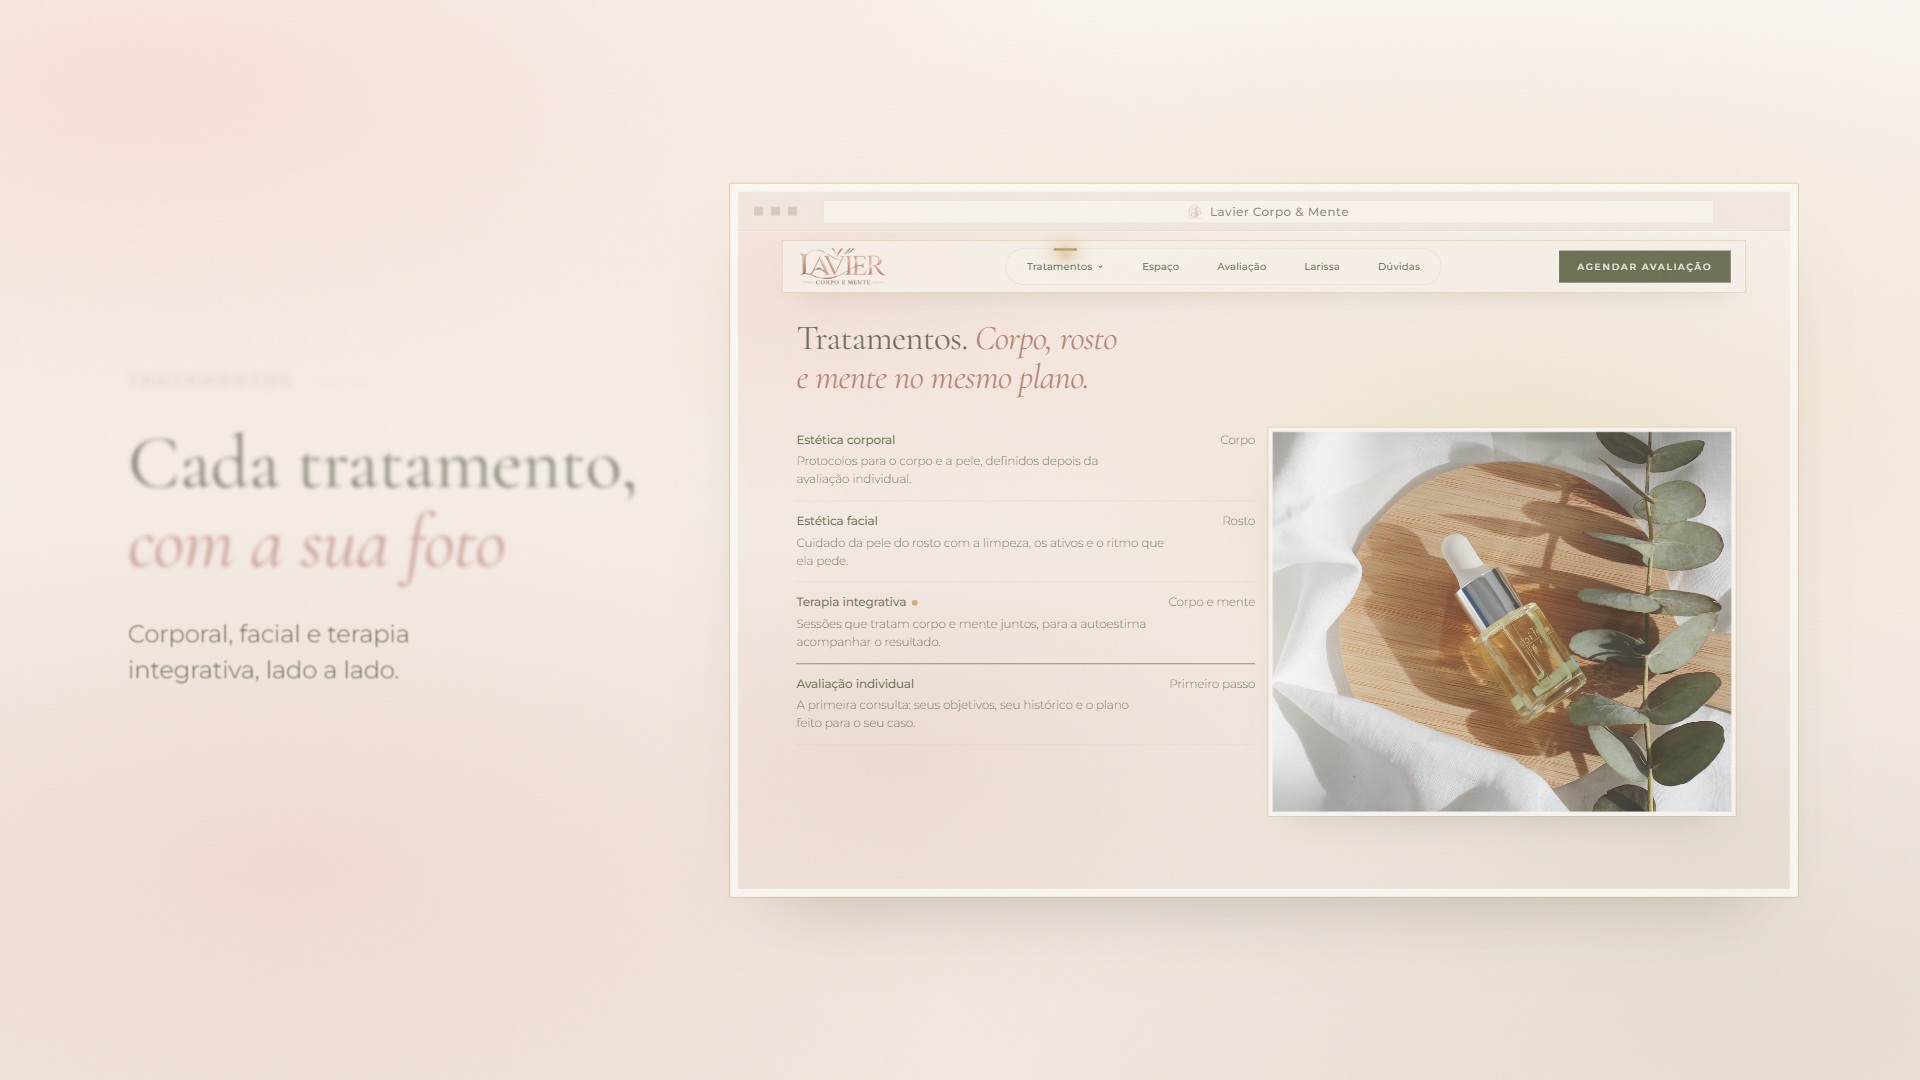 TRATAMENTOS
Cada tratamento,
com a sua foto
Corporal, facial e terapia
integrativa, lado a lado.
Lavier Corpo & Mente
LAVIER
CORPO E MENTE
Tratamentos
Espaço
Avaliação
Larissa
Dúvidas
AGENDAR AVALIAÇÃO
Tratamentos. Corpo, rosto
e mente no mesmo plano.
Estética corporal
Corpo
Protocolos para o corpo e a pele, definidos depois da
avaliação individual.
Estética facial
Rosto
Cuidado da pele do rosto com a limpeza, os ativos e o ritmo que
ela pede.
Terapia integrativa
Corpo e mente
Sessões que tratam corpo e mente juntos, para a autoestima
acompanhar o resultado.
Avaliação individual
Primeiro passo
A primeira consulta: seus objetivos, seu histórico e o plano
feito para o seu caso.